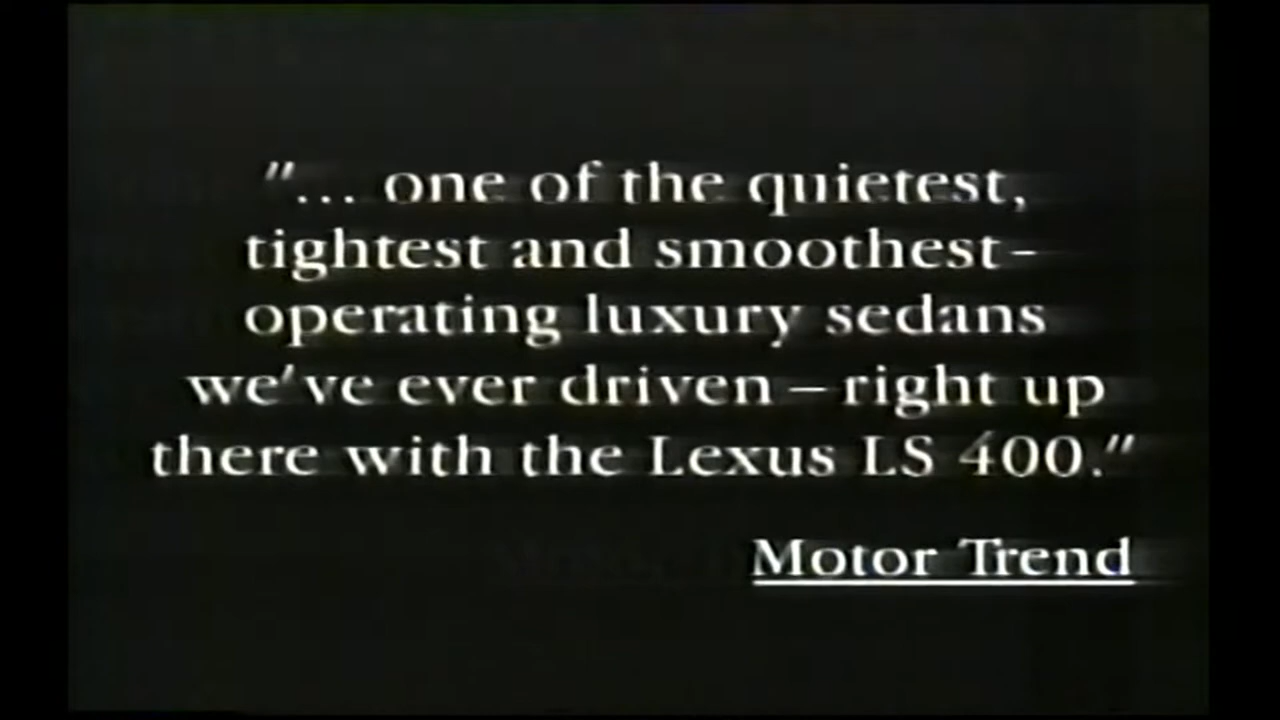 "... one of the quietest,
tightest and smoothest-
operating luxury sedans
we've ever driven – right up
there with the Lexus LS 400."
Motor Trend